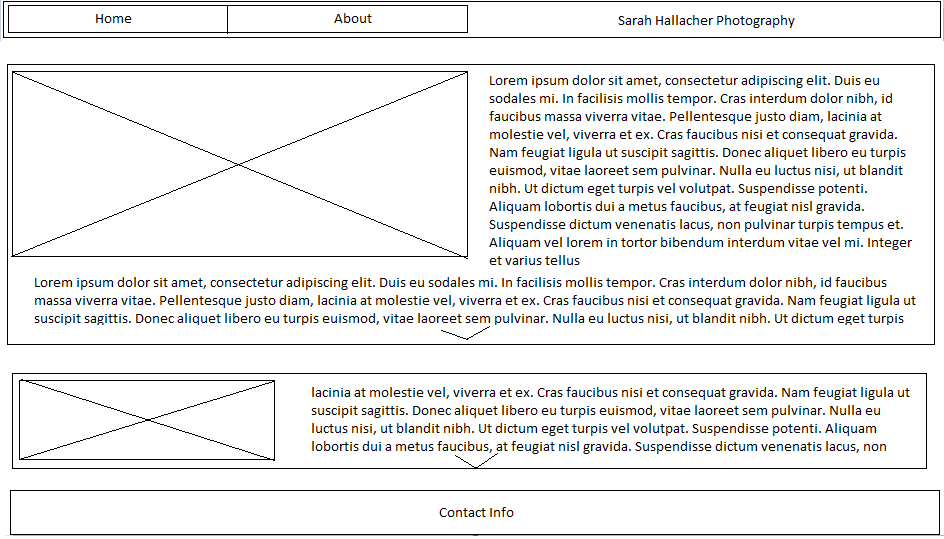 Home About Sarah Hallacher Photography
Lorem ipsum dolor sit amet, consectetur adipiscing elit. Duis eu
sodales mi. In facilisis mollis tempor. Cras interdum dolor nibh, id
faucibus massa viverra vitae. Pellentesque justo diam, lacinia at
molestie vel, viverra et ex. Cras faucibus nisi et consequat gravida.
Nam feugiat ligula ut suscipit sagittis. Donec aliquet libero eu turpis
euismod, vitae laoreet sem pulvinar. Nulla eu luctus nisi, ut blandit
nibh. Ut dictum eget turpis vel volutpat. Suspendisse potenti.
Aliquam lobortis dui a metus faucibus, at feugiat nisl gravida.
Suspendisse dictum venenatis lacus, non pulvinar turpis tempus et.
Aliquam vel lorem in tortor bibendum interdum vitae vel mi. Integer
et varius tellus
Lorem ipsum dolor sit amet, consectetur adipiscing elit. Duis eu sodales mi. In facilisis mollis tempor. Cras interdum dolor nibh, id faucibus
massa viverra vitae. Pellentesque justo diam, lacinia at molestie vel, viverra et ex. Cras faucibus nisi et consequat gravida. Nam feugiat ligula ut
suscipit sagittis. Donec aliquet libero eu turpis euismod, vitae laoreet sem pulvinar. Nulla eu luctus nisi, ut blandit nibh. Ut dictum eget turpis
lacinia at molestie vel, viverra et ex. Cras faucibus nisi et consequat gravida. Nam feugiat ligula ut
suscipit sagittis. Donec aliquet libero eu turpis euismod, vitae laoreet sem pulvinar. Nulla eu
luctus nisi, ut blandit nibh. Ut dictum eget turpis vel volutpat. Suspendisse potenti. Aliquam
lobortis dui a metus faucibus, at feugiat nisl gravida. Suspendisse dictum venenatis lacus, non
Contact Info